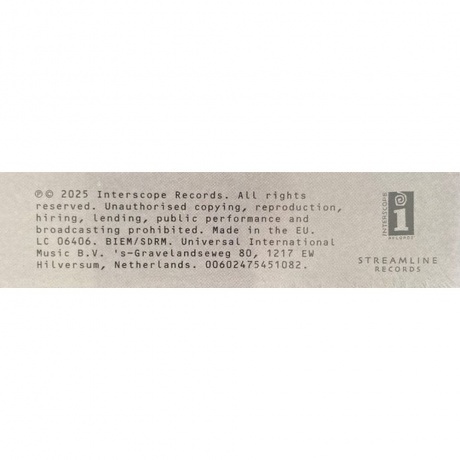 ℗© 2025 Interscope Records. All rights
reserved. Unauthorised copying, reproduction,
hiring, lending, public performance and
broadcasting prohibited. Made in the EU.
LC 06406. BIEM/SDRM. Universal International
Music B.V. 's-Gravelandseweg 80, 1217 EW
Hilversum, Netherlands. 00602475451082.
INTERSCOPE
i
RECORDS
STREAMLINE
RECORDS